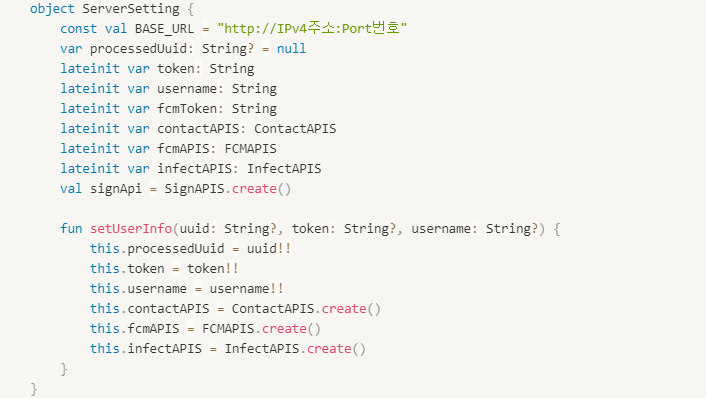 object ServerSetting {
    const val BASE_URL = "http://IPv4주소:Port번호"
    var processedUuid: String? = null
    lateinit var token: String
    lateinit var username: String
    lateinit var fcmToken: String
    lateinit var contactAPIS: ContactAPIS
    lateinit var fcmAPIS: FCMAPIS
    lateinit var infectAPIS: InfectAPIS
    val signApi = SignAPIS.create()

    fun setUserInfo(uuid: String?, token: String?, username: String?) {
        this.processedUuid = uuid!!
        this.token = token!!
        this.username = username!!
        this.contactAPIS = ContactAPIS.create()
        this.fcmAPIS = FCMAPIS.create()
        this.infectAPIS = InfectAPIS.create()
    }
}